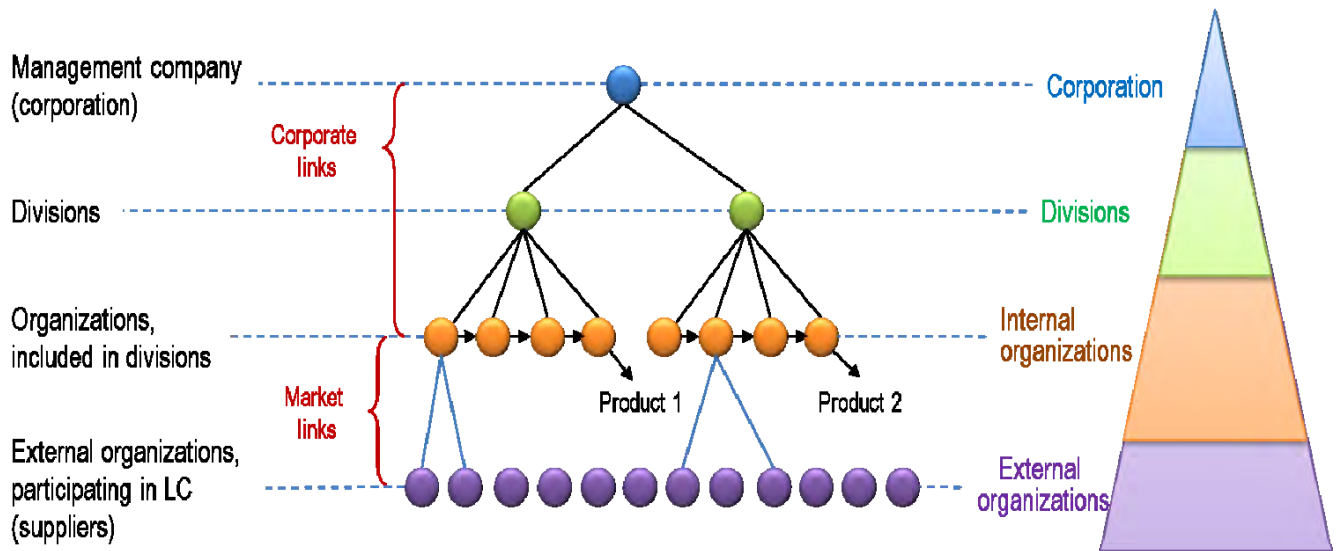 Management company
(corporation)
Corporation
Corporate
links
Divisions
Divisions
Organizations,
included in divisions
Internal
organizations
Market
links
Product 1
Product 2
External organizations,
participating in LC
(suppliers)
External
organizations